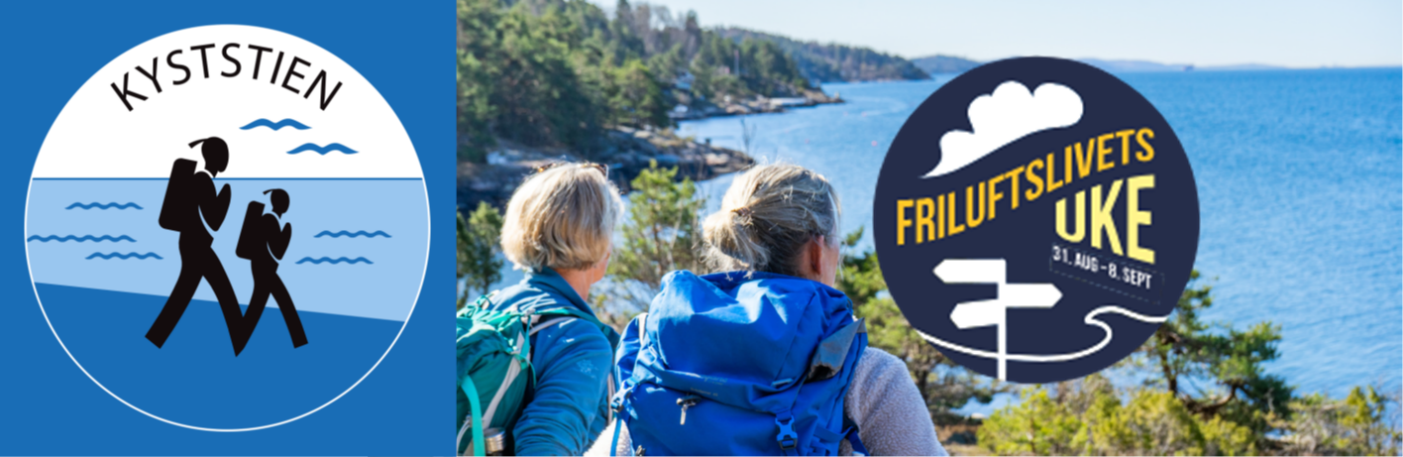 KYSTSTIEN
FRILUFTSLIVETS
UKE
31. AUG - 8. SEPT